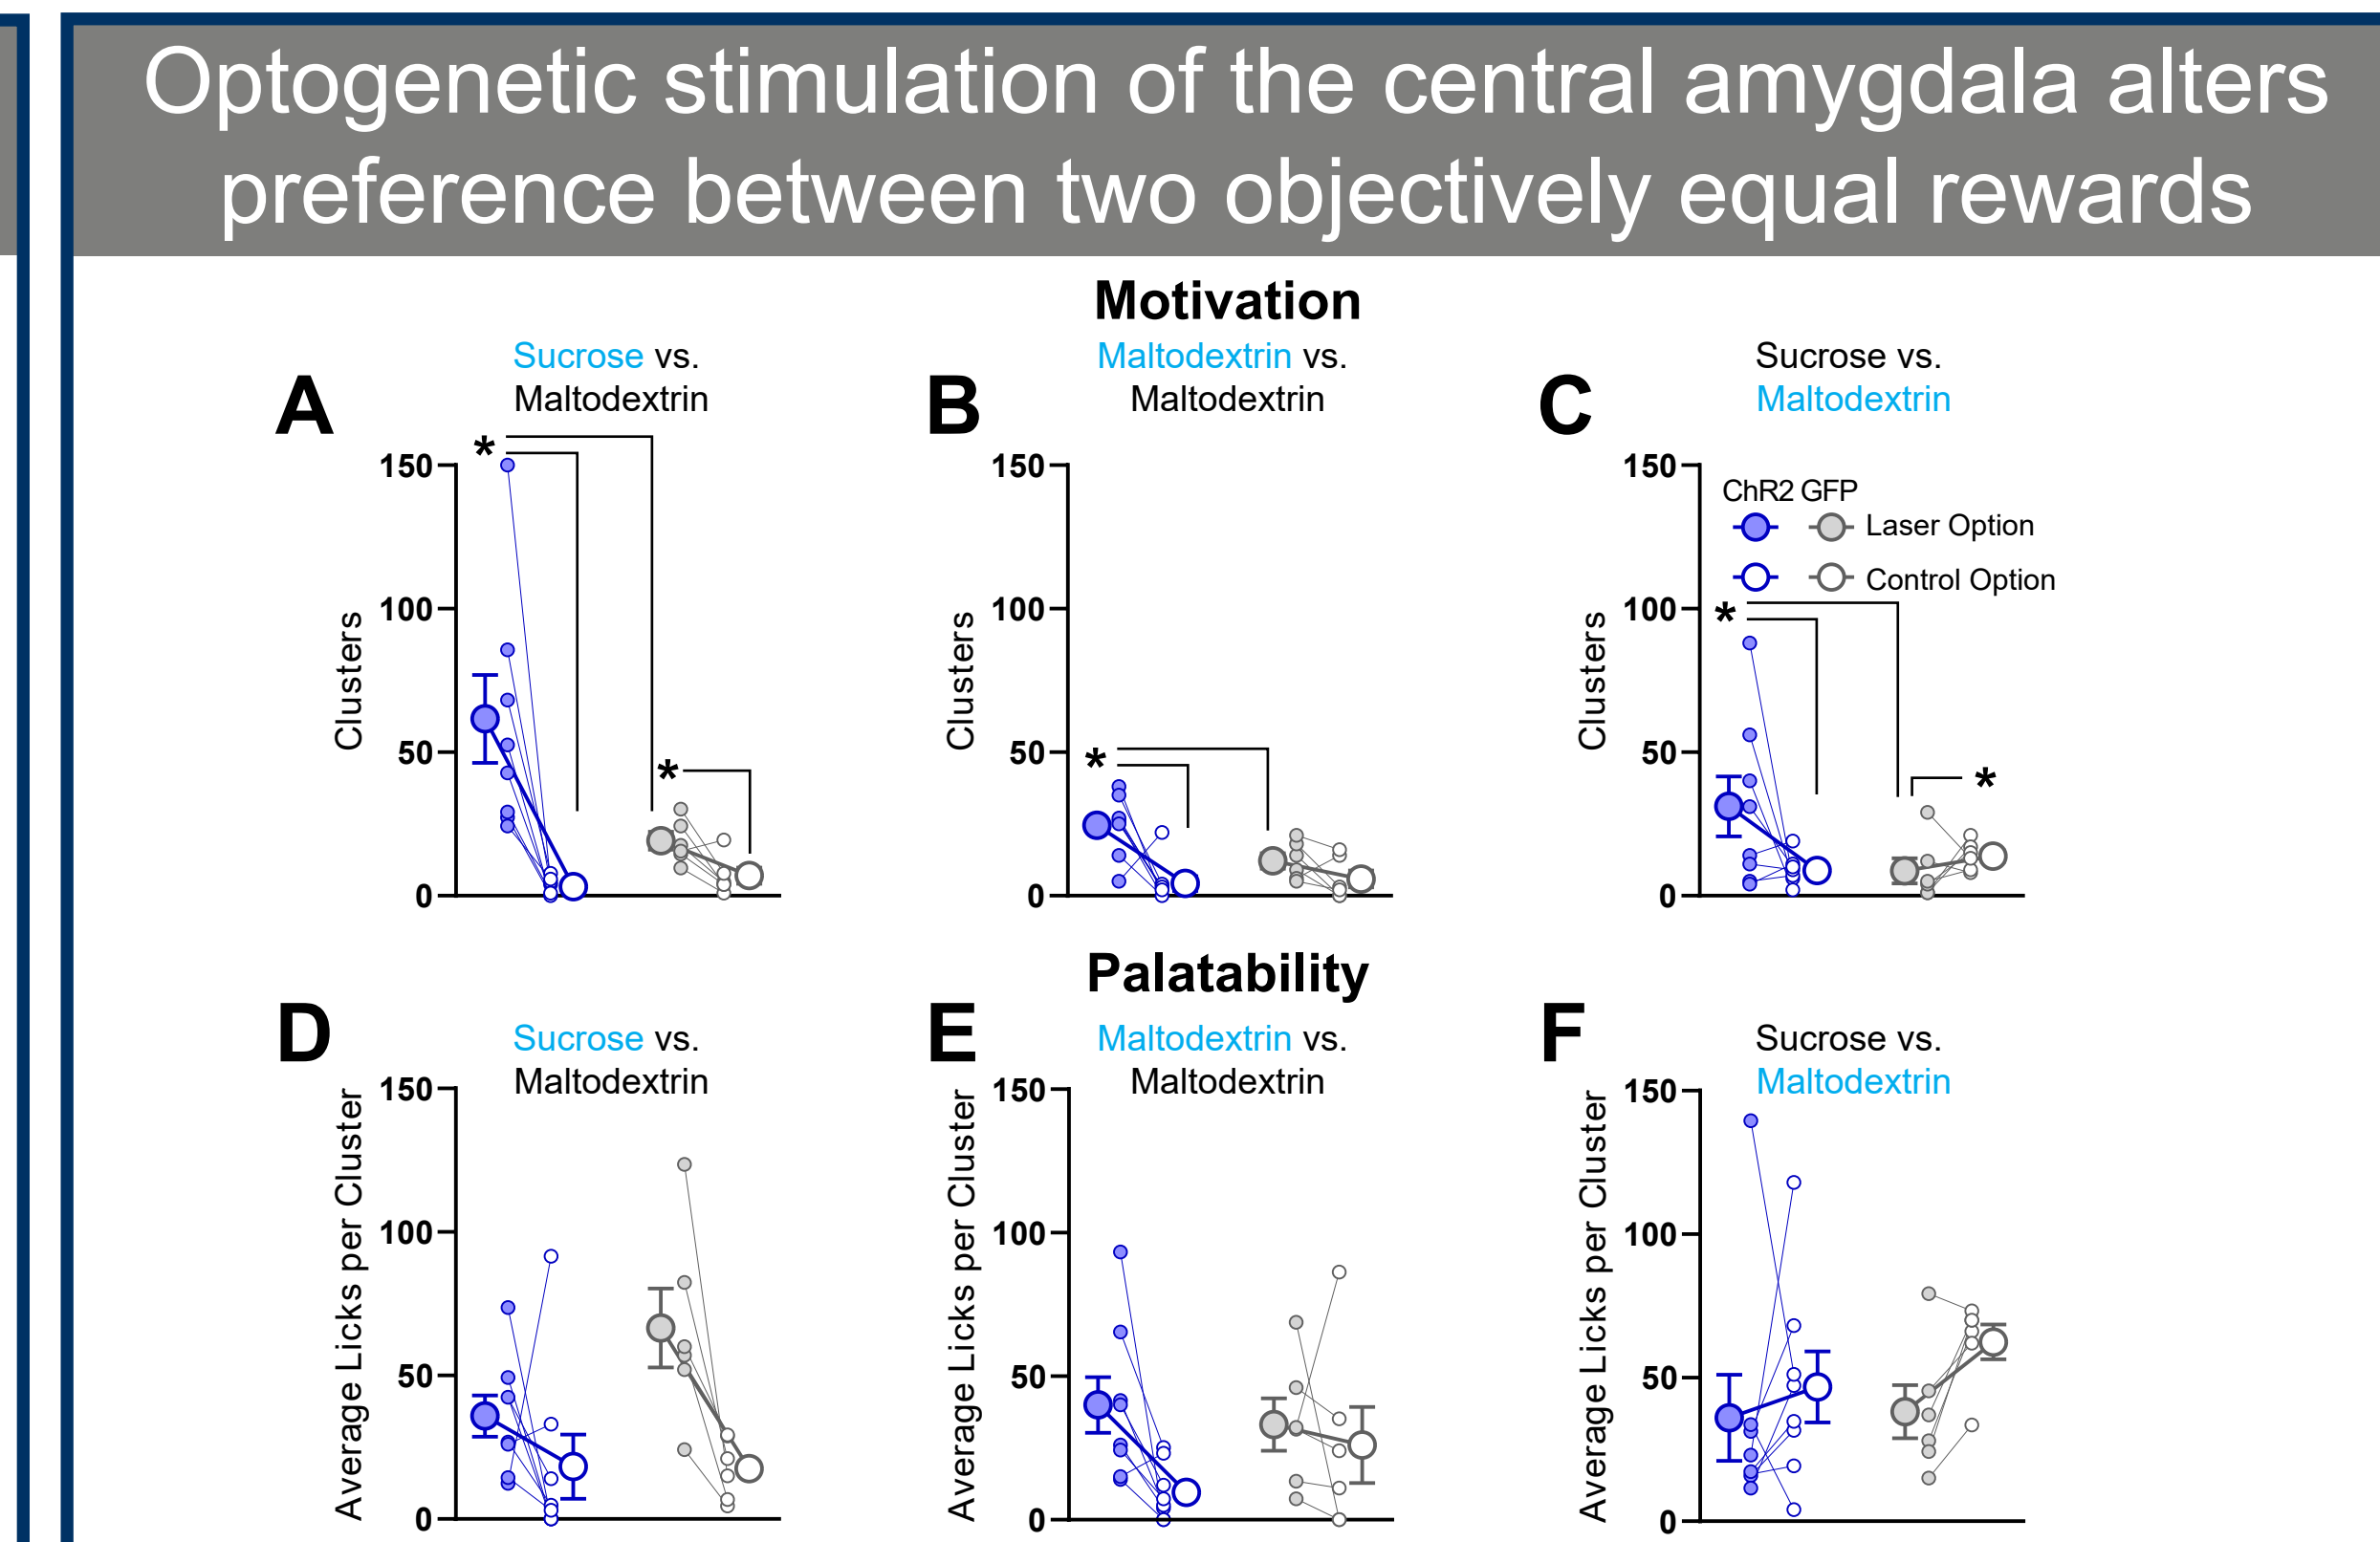 Optogenetic stimulation of the central amygdala alters
preference between two objectively equal rewards
Motivation
A
Sucrose vs.
Maltodextrin
B
Maltodextrin vs.
Maltodextrin
C
Sucrose vs.
Maltodextrin
Clusters
150
100
50
0
*
*
Clusters
150
100
50
0
*
Clusters
150
100
50
0
ChR2 GFP
Laser Option
Control Option
*
*
Palatability
D
Sucrose vs.
Maltodextrin
E
Maltodextrin vs.
Maltodextrin
F
Sucrose vs.
Maltodextrin
Average Licks per Cluster
150
100
50
0
Average Licks per Cluster
150
100
50
0
Average Licks per Cluster
150
100
50
0